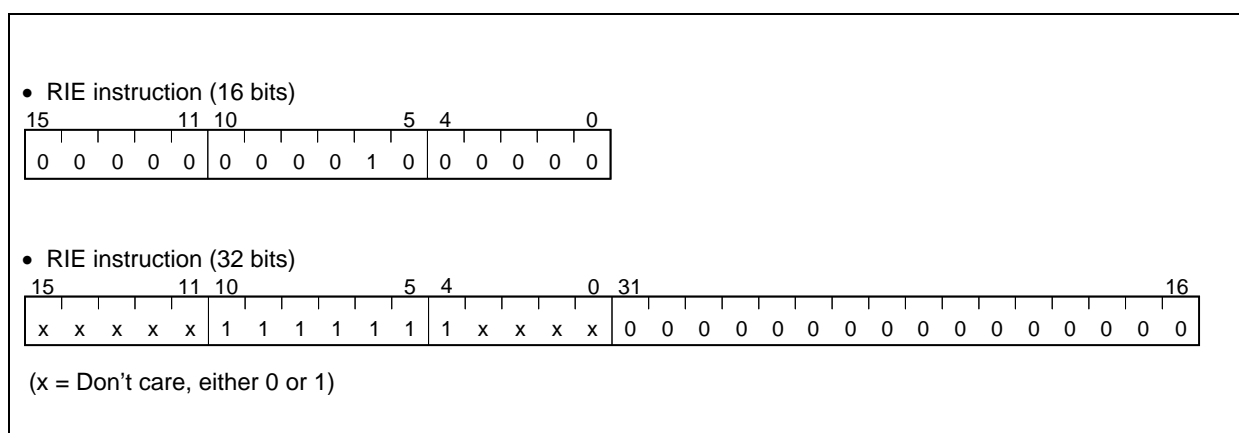 • RIE instruction (16 bits)
15 11 10 5 4 0
0 0 0 0 0 0 0 0 0 1 0 0 0 0 0 0
• RIE instruction (32 bits)
15 11 10 5 4 0 31 16
x x x x x 1 1 1 1 1 1 1 x x x x 0 0 0 0 0 0 0 0 0 0 0 0 0 0 0 0
(x = Don't care, either 0 or 1)